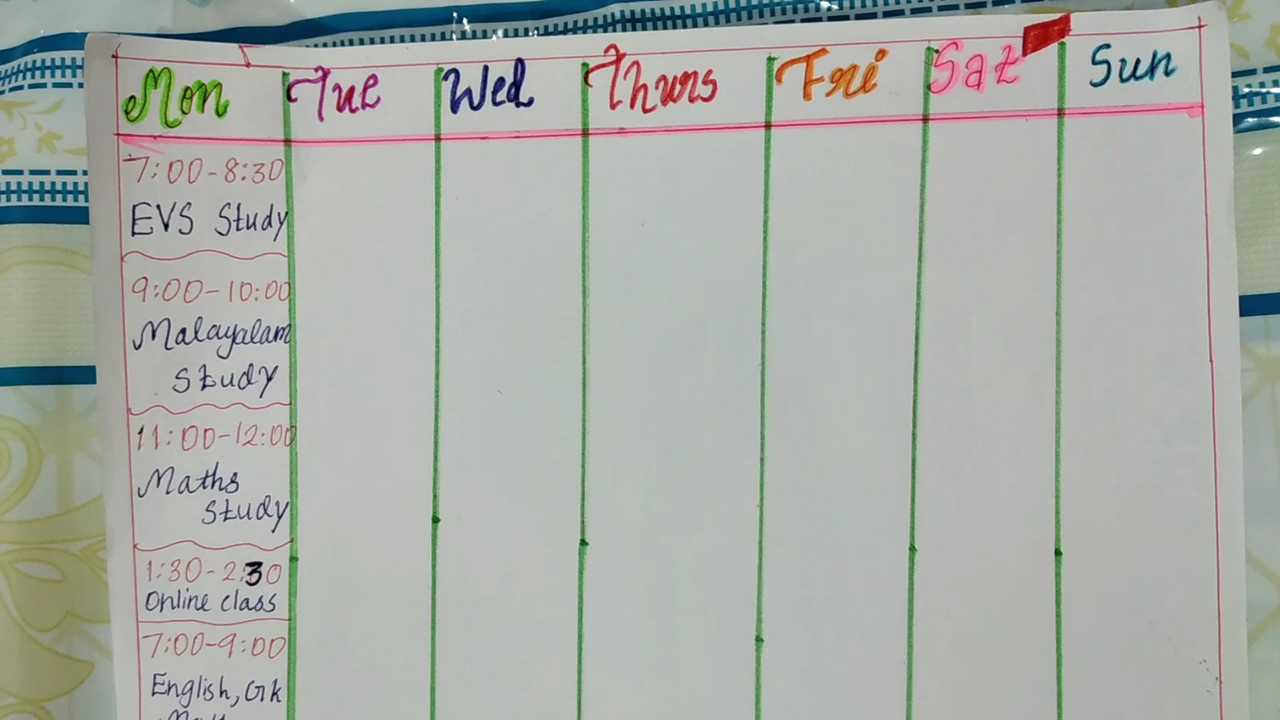 Mon Tue Wed Thurs Fri Sat Sun
7:00-8:30
EVS Study
9:00-10:00
Malayalam
Study
11:00-12:00
Maths
Study
1:30-2:30
Online class
7:00-9:00
English, Gk